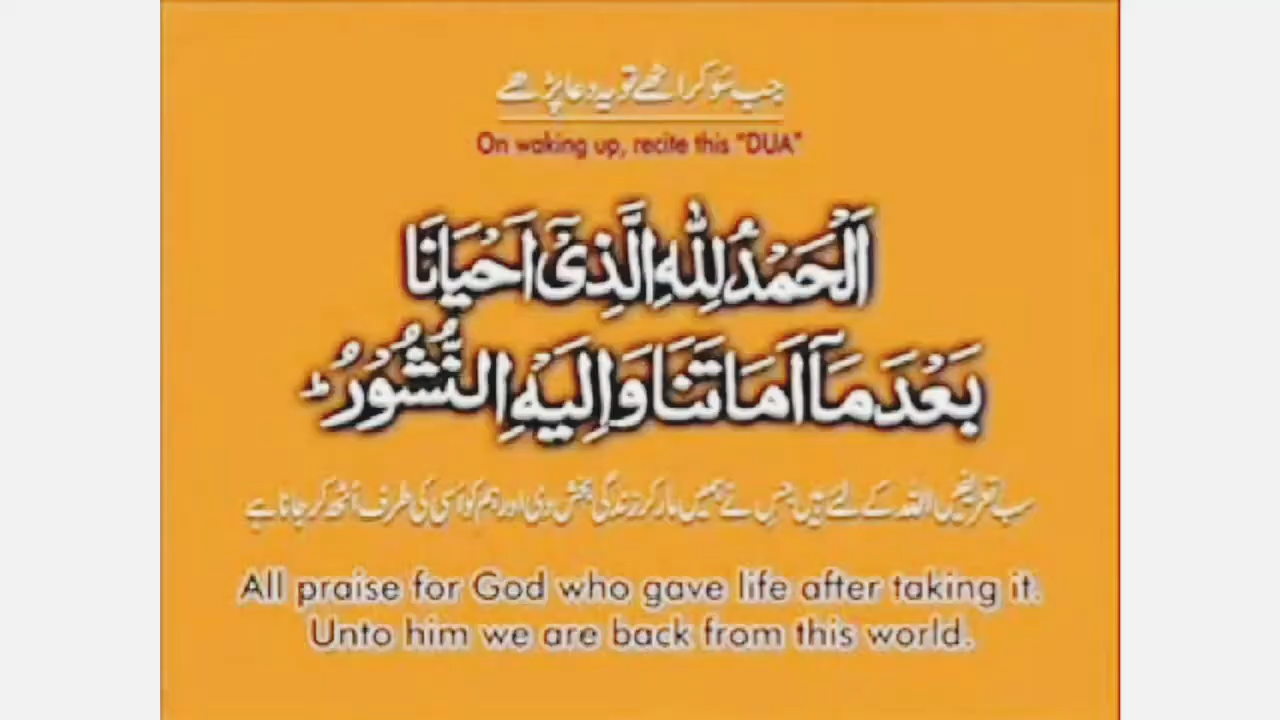 جب سَو کر اٹھے تو یہ دعا پڑھے
On waking up, recite this "DUA"
اَلْحَمْدُ لِلّٰهِ الَّذِیْۤ اَحْیَانَا
بَعْدَ مَاۤ اَمَاتَنَا وَاِلَیْهِ النُّشُوْرُؕ
سب تعریفیں اللہ کے لئے ہیں جس نے ہمیں مار کر زندگی بخش دی اور ہم کو اسی کی طرف اُٹھ کر جانا ہے
All praise for God who gave life after taking it.
Unto him we are back from this world.